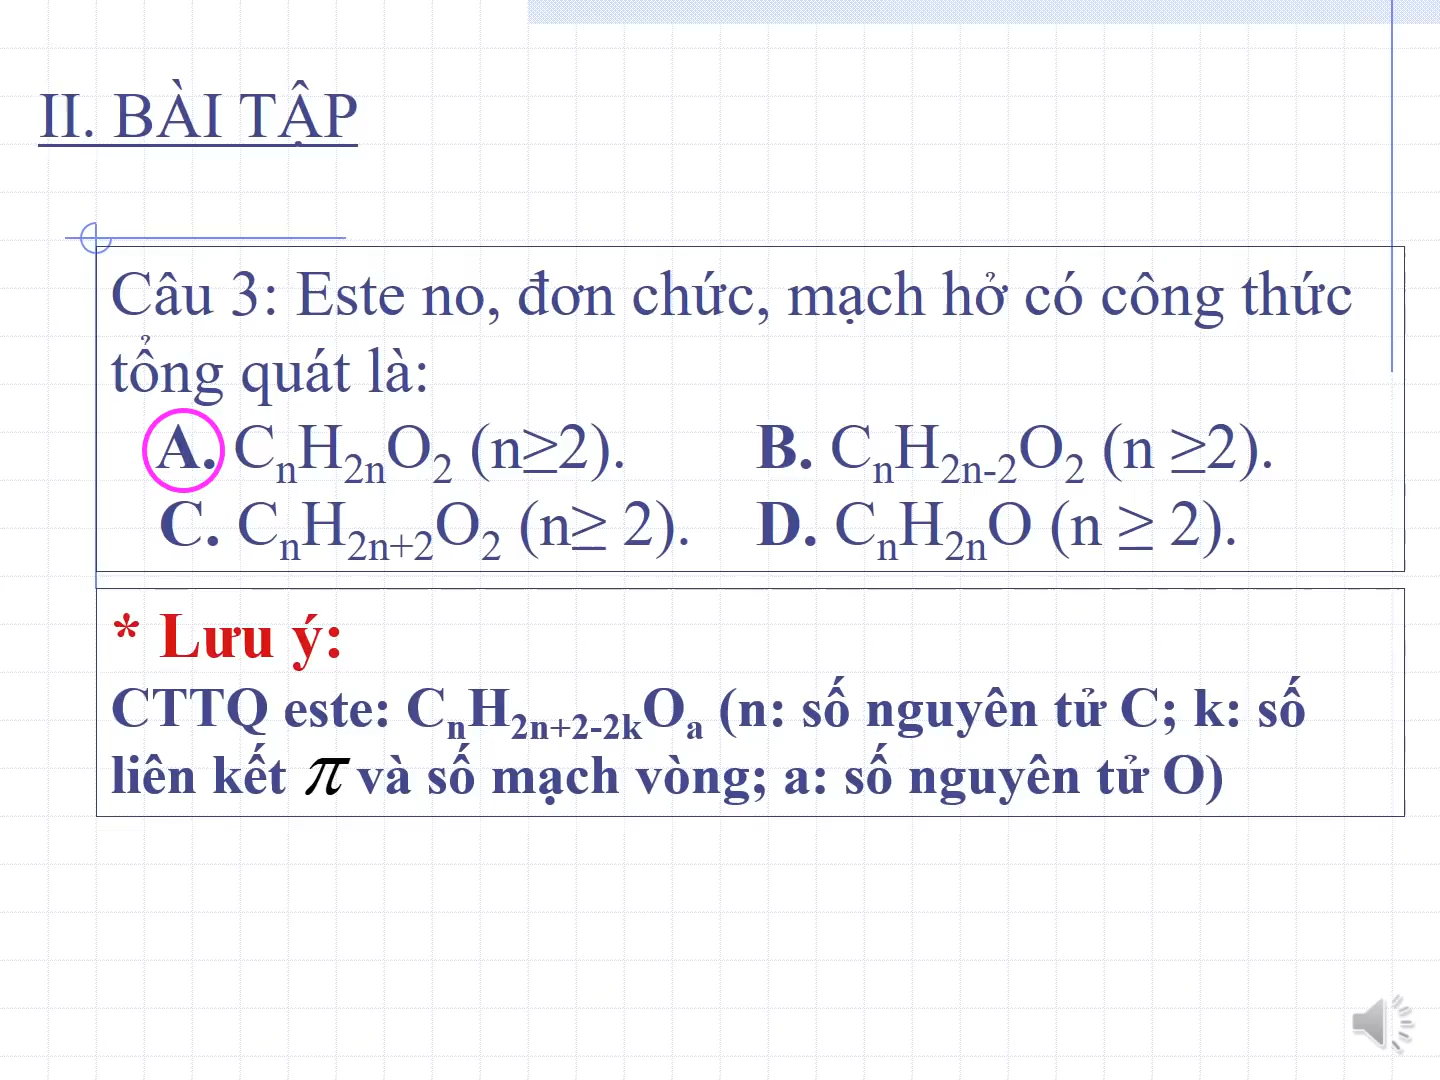 II. BÀI TẬP
Câu 3: Este no, đơn chức, mạch hở có công thức
tổng quát là:
A. CₙH₂ₙO₂ (n≥2). B. CₙH₂ₙ₋₂O₂ (n ≥2).
C. CₙH₂ₙ₊₂O₂ (n≥ 2). D. CₙH₂ₙO (n ≥ 2).
* Lưu ý:
CTTQ este: CₙH₂ₙ₊₂₋₂ₖOₐ (n: số nguyên tử C; k: số
liên kết π và số mạch vòng; a: số nguyên tử O)